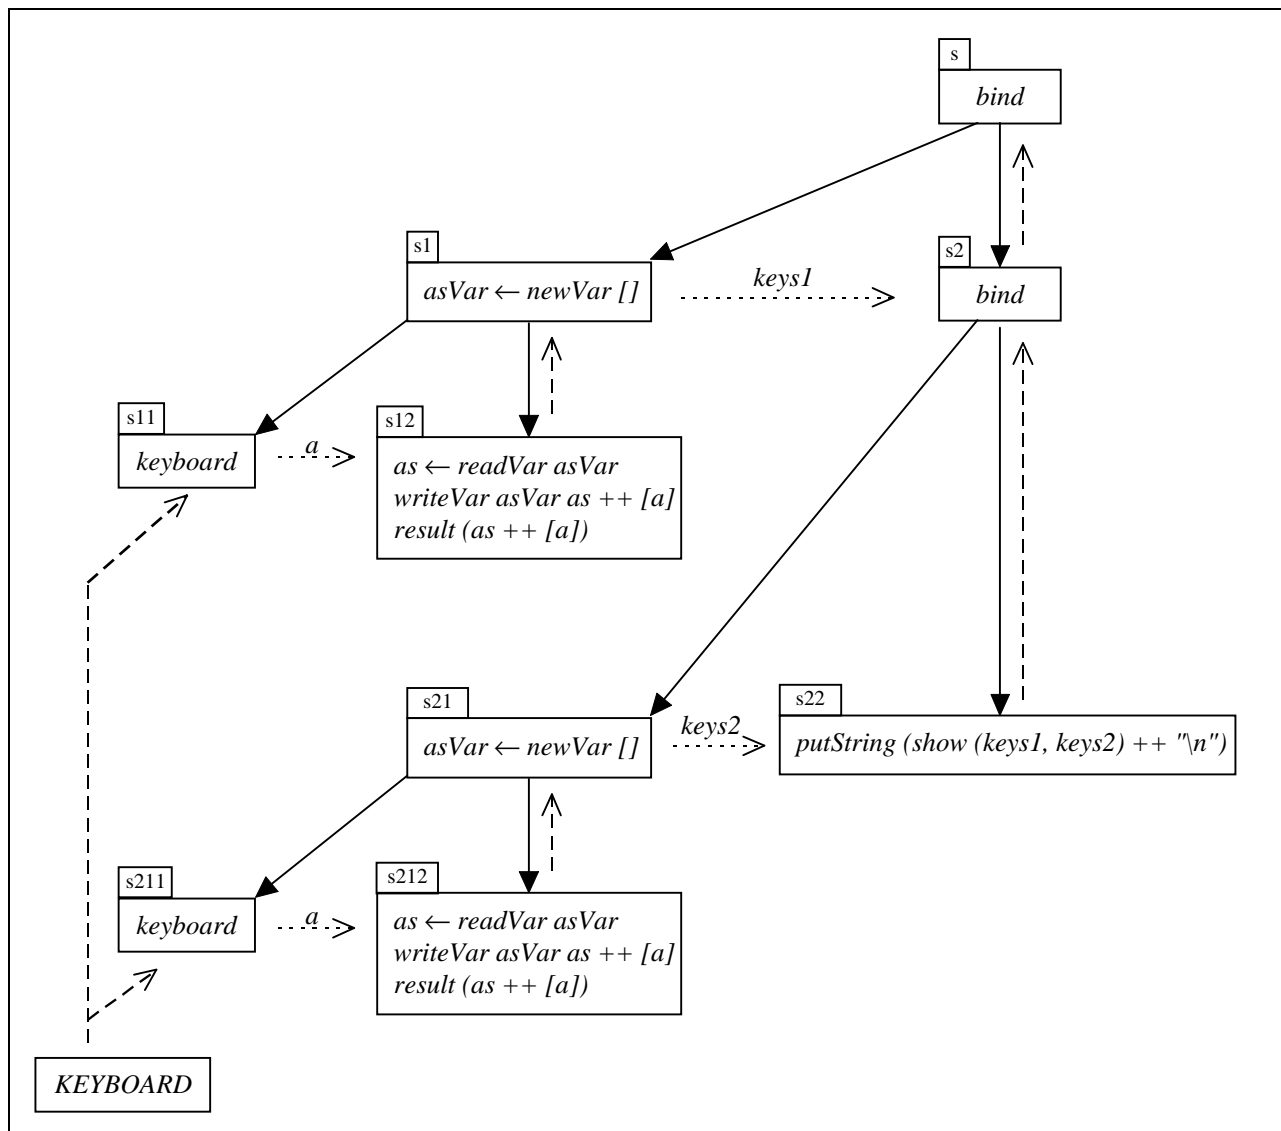 s
bind
s1
asVar ← newVar []
keys1
s2
bind
s11
keyboard
a
s12
as ← readVar asVar
writeVar asVar as ++ [a]
result (as ++ [a])
s21
asVar ← newVar []
keys2
s22
putString (show (keys1, keys2) ++ "\n")
s211
keyboard
a
s212
as ← readVar asVar
writeVar asVar as ++ [a]
result (as ++ [a])
KEYBOARD